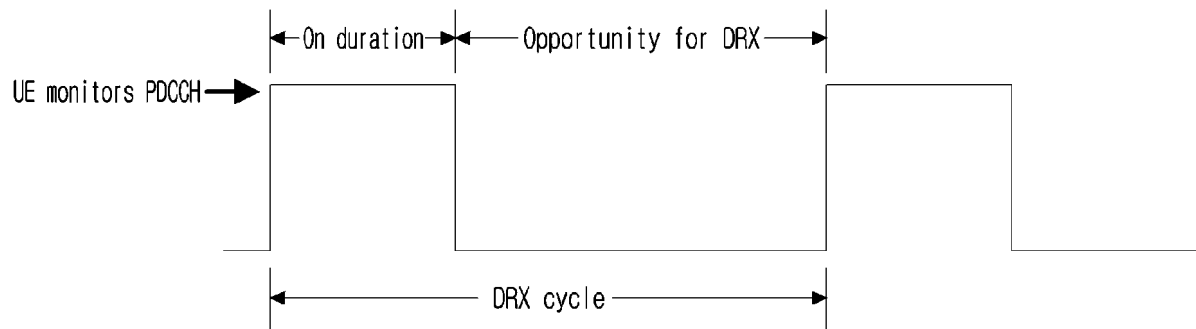 On duration
Opportunity for DRX
UE monitors PDCCH
DRX cycle